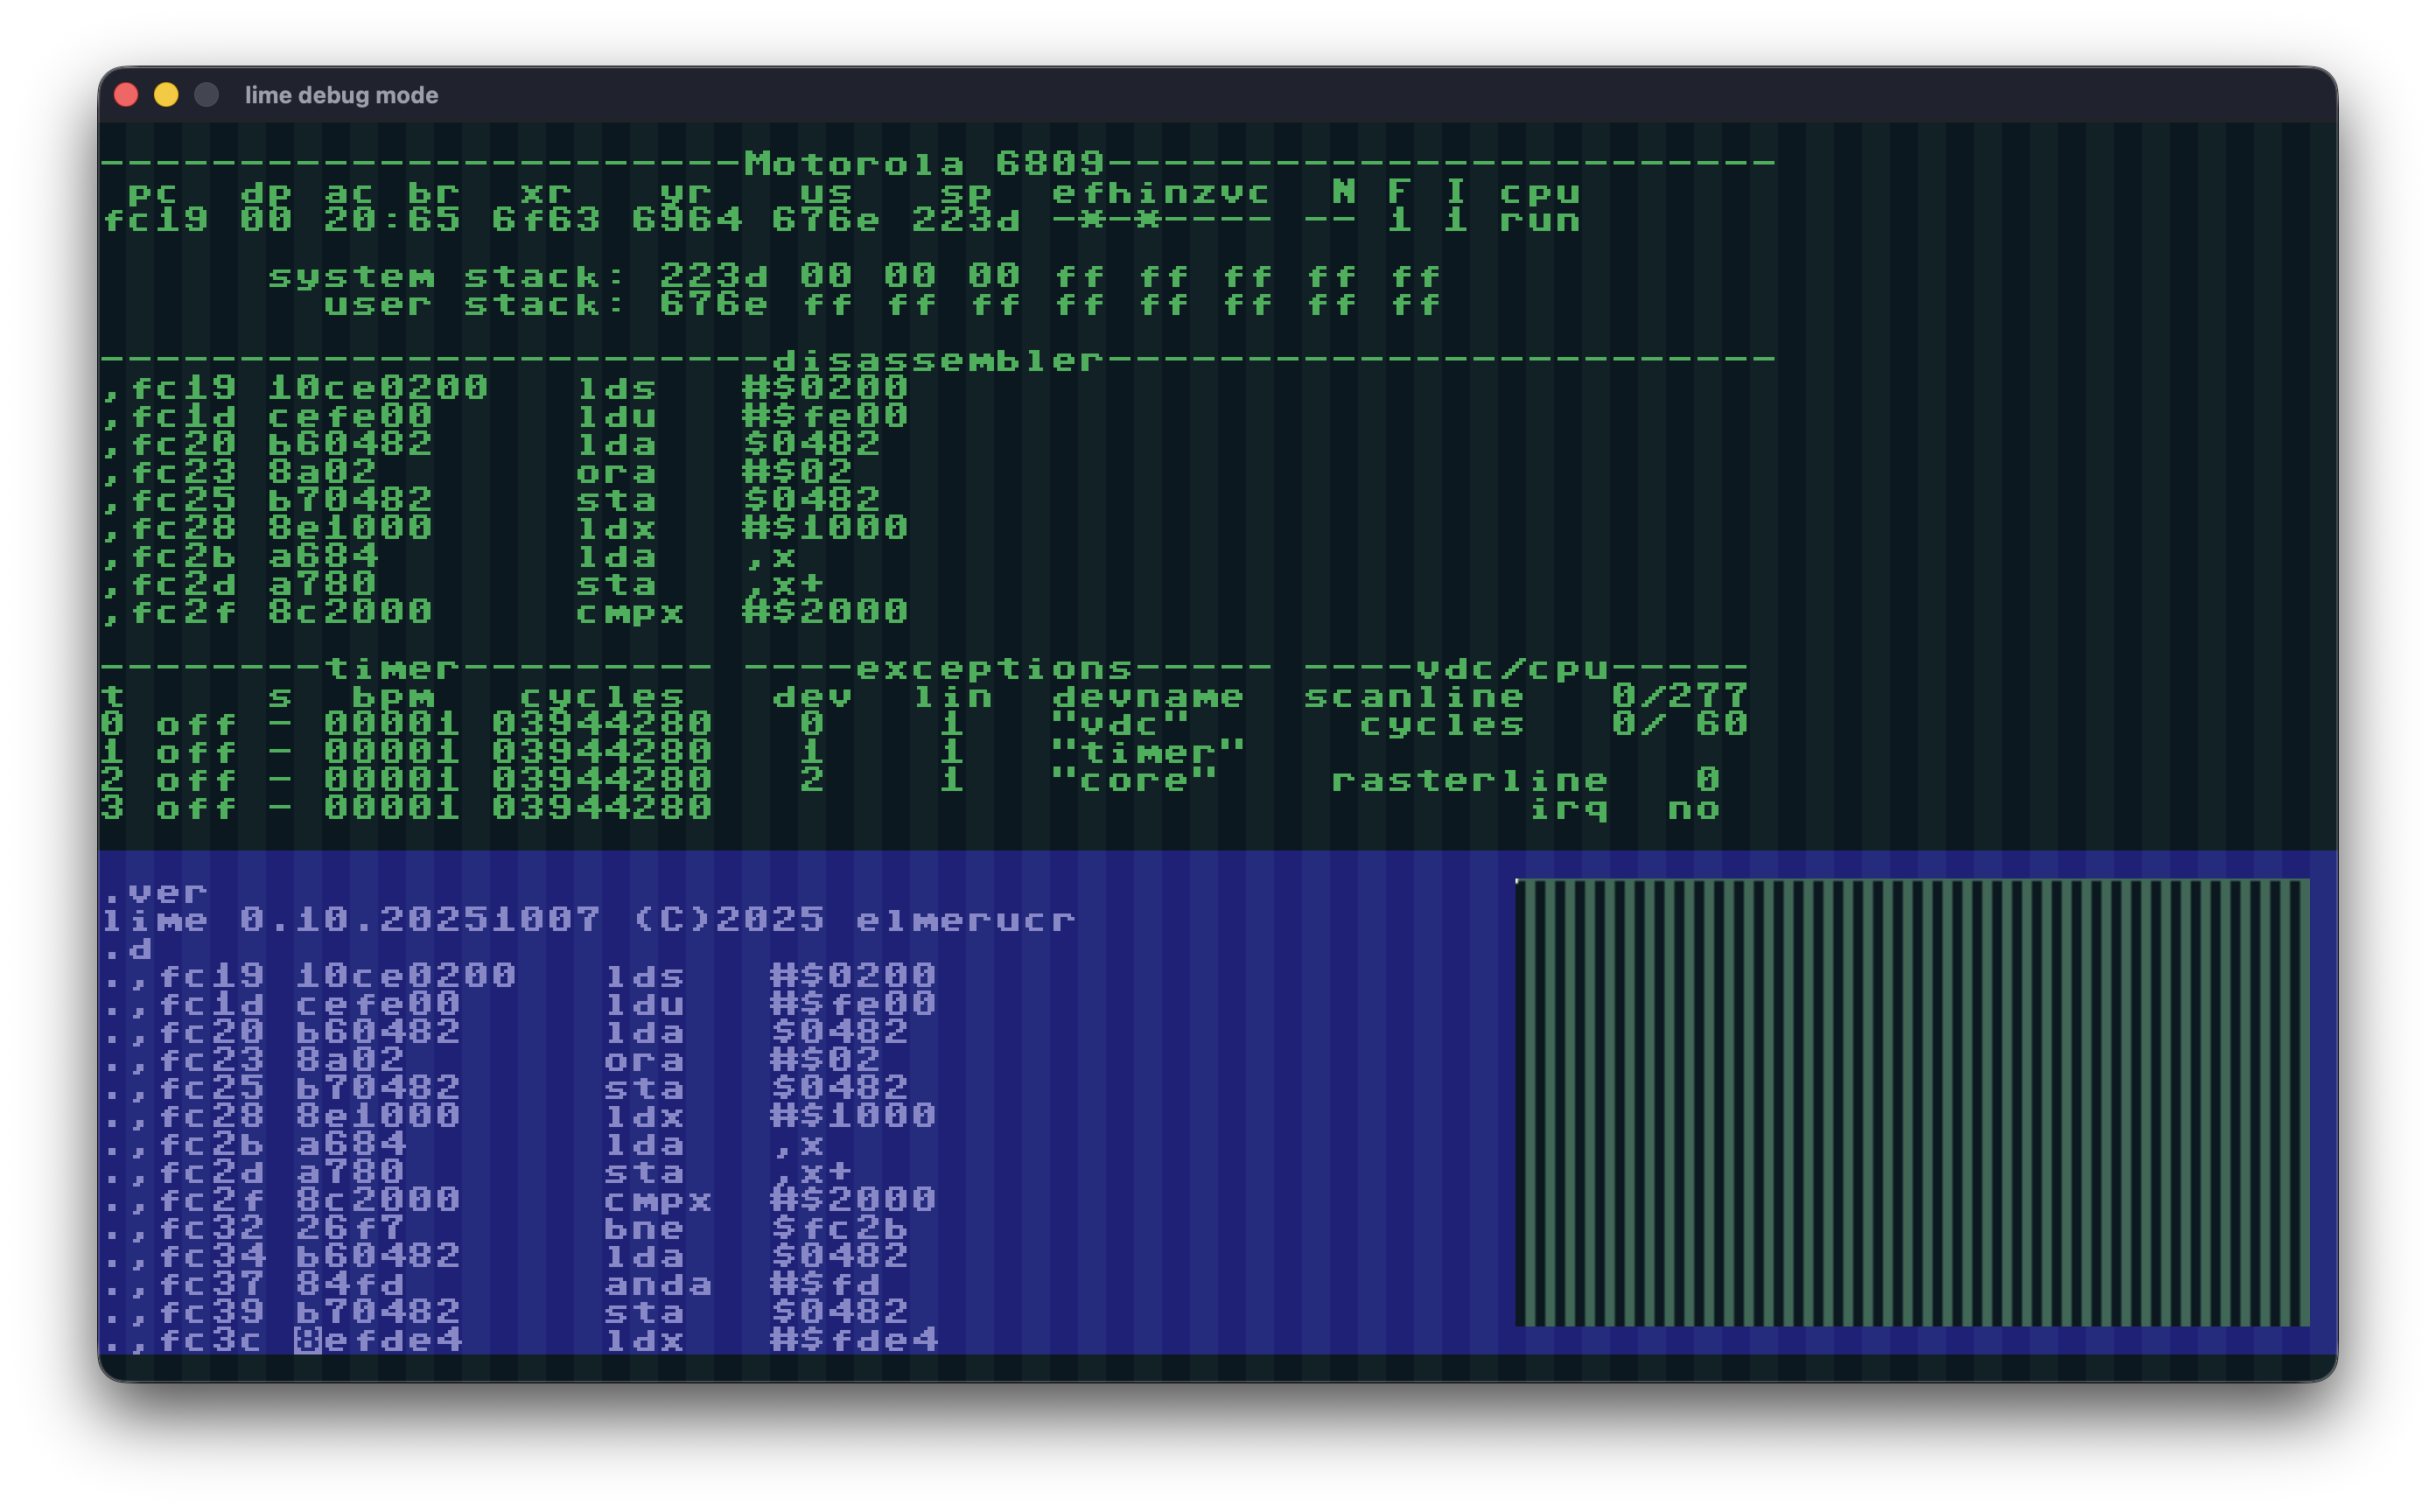 lime debug mode
-----------------------Motorola 6809------------------------
 pc  dp ac br  xr   yr   us   sp  efhinzvc  N F I cpu
fc19 00 20:65 6f63 6964 676e 223d -*-*---- -- 1 1 run
      system stack: 223d 00 00 00 ff ff ff ff ff
        user stack: 676e ff ff ff ff ff ff ff ff
------------------------disassembler------------------------
,fc19 10ce0200   lds   #$0200
,fc1d cefe00     ldu   #$fe00
,fc20 b60482     lda   $0482
,fc23 8a02       ora   #$02
,fc25 b70482     sta   $0482
,fc28 8e1000     ldx   #$1000
,fc2b a684       lda   ,x
,fc2d a780       sta   ,x+
,fc2f 8c2000     cmpx  #$2000
--------timer--------- ----exceptions----- ----vdc/cpu-----
t     s  bpm   cycles   dev  lin  devname  scanline   0/277
0 off - 00001 03944280   0    1   "vdc"      cycles   0/ 60
1 off - 00001 03944280   1    1   "timer"
2 off - 00001 03944280   2    1   "core"    rasterline   0
3 off - 00001 03944280                             irq  no
.ver
lime 0.10.20251007 (C)2025 elmerucr
.d
.,fc19 10ce0200   lds   #$0200
.,fc1d cefe00     ldu   #$fe00
.,fc20 b60482     lda   $0482
.,fc23 8a02       ora   #$02
.,fc25 b70482     sta   $0482
.,fc28 8e1000     ldx   #$1000
.,fc2b a684       lda   ,x
.,fc2d a780       sta   ,x+
.,fc2f 8c2000     cmpx  #$2000
.,fc32 26f7       bne   $fc2b
.,fc34 b60482     lda   $0482
.,fc37 84fd       anda  #$fd
.,fc39 b70482     sta   $0482
.,fc3c 8efde4     ldx   #$fde4